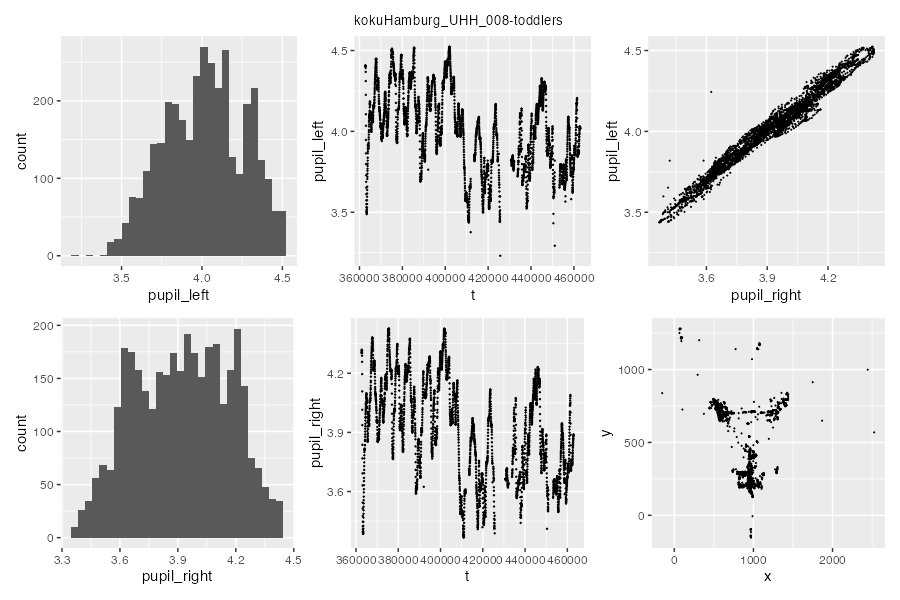 kokuHamburg_UHH_008-toddlers
count
200
100
0
3.5 4.0 4.5
pupil_left
pupil_left
4.5
4.0
3.5
360000 380000 400000 420000 440000 460000
t
pupil_left
4.5
4.0
3.5
3.6 3.9 4.2
pupil_right
count
200
150
100
50
0
3.3 3.6 3.9 4.2 4.5
pupil_right
pupil_right
4.2
3.9
3.6
360000 380000 400000 420000 440000 460000
t
y
1000
500
0
0 1000 2000
x